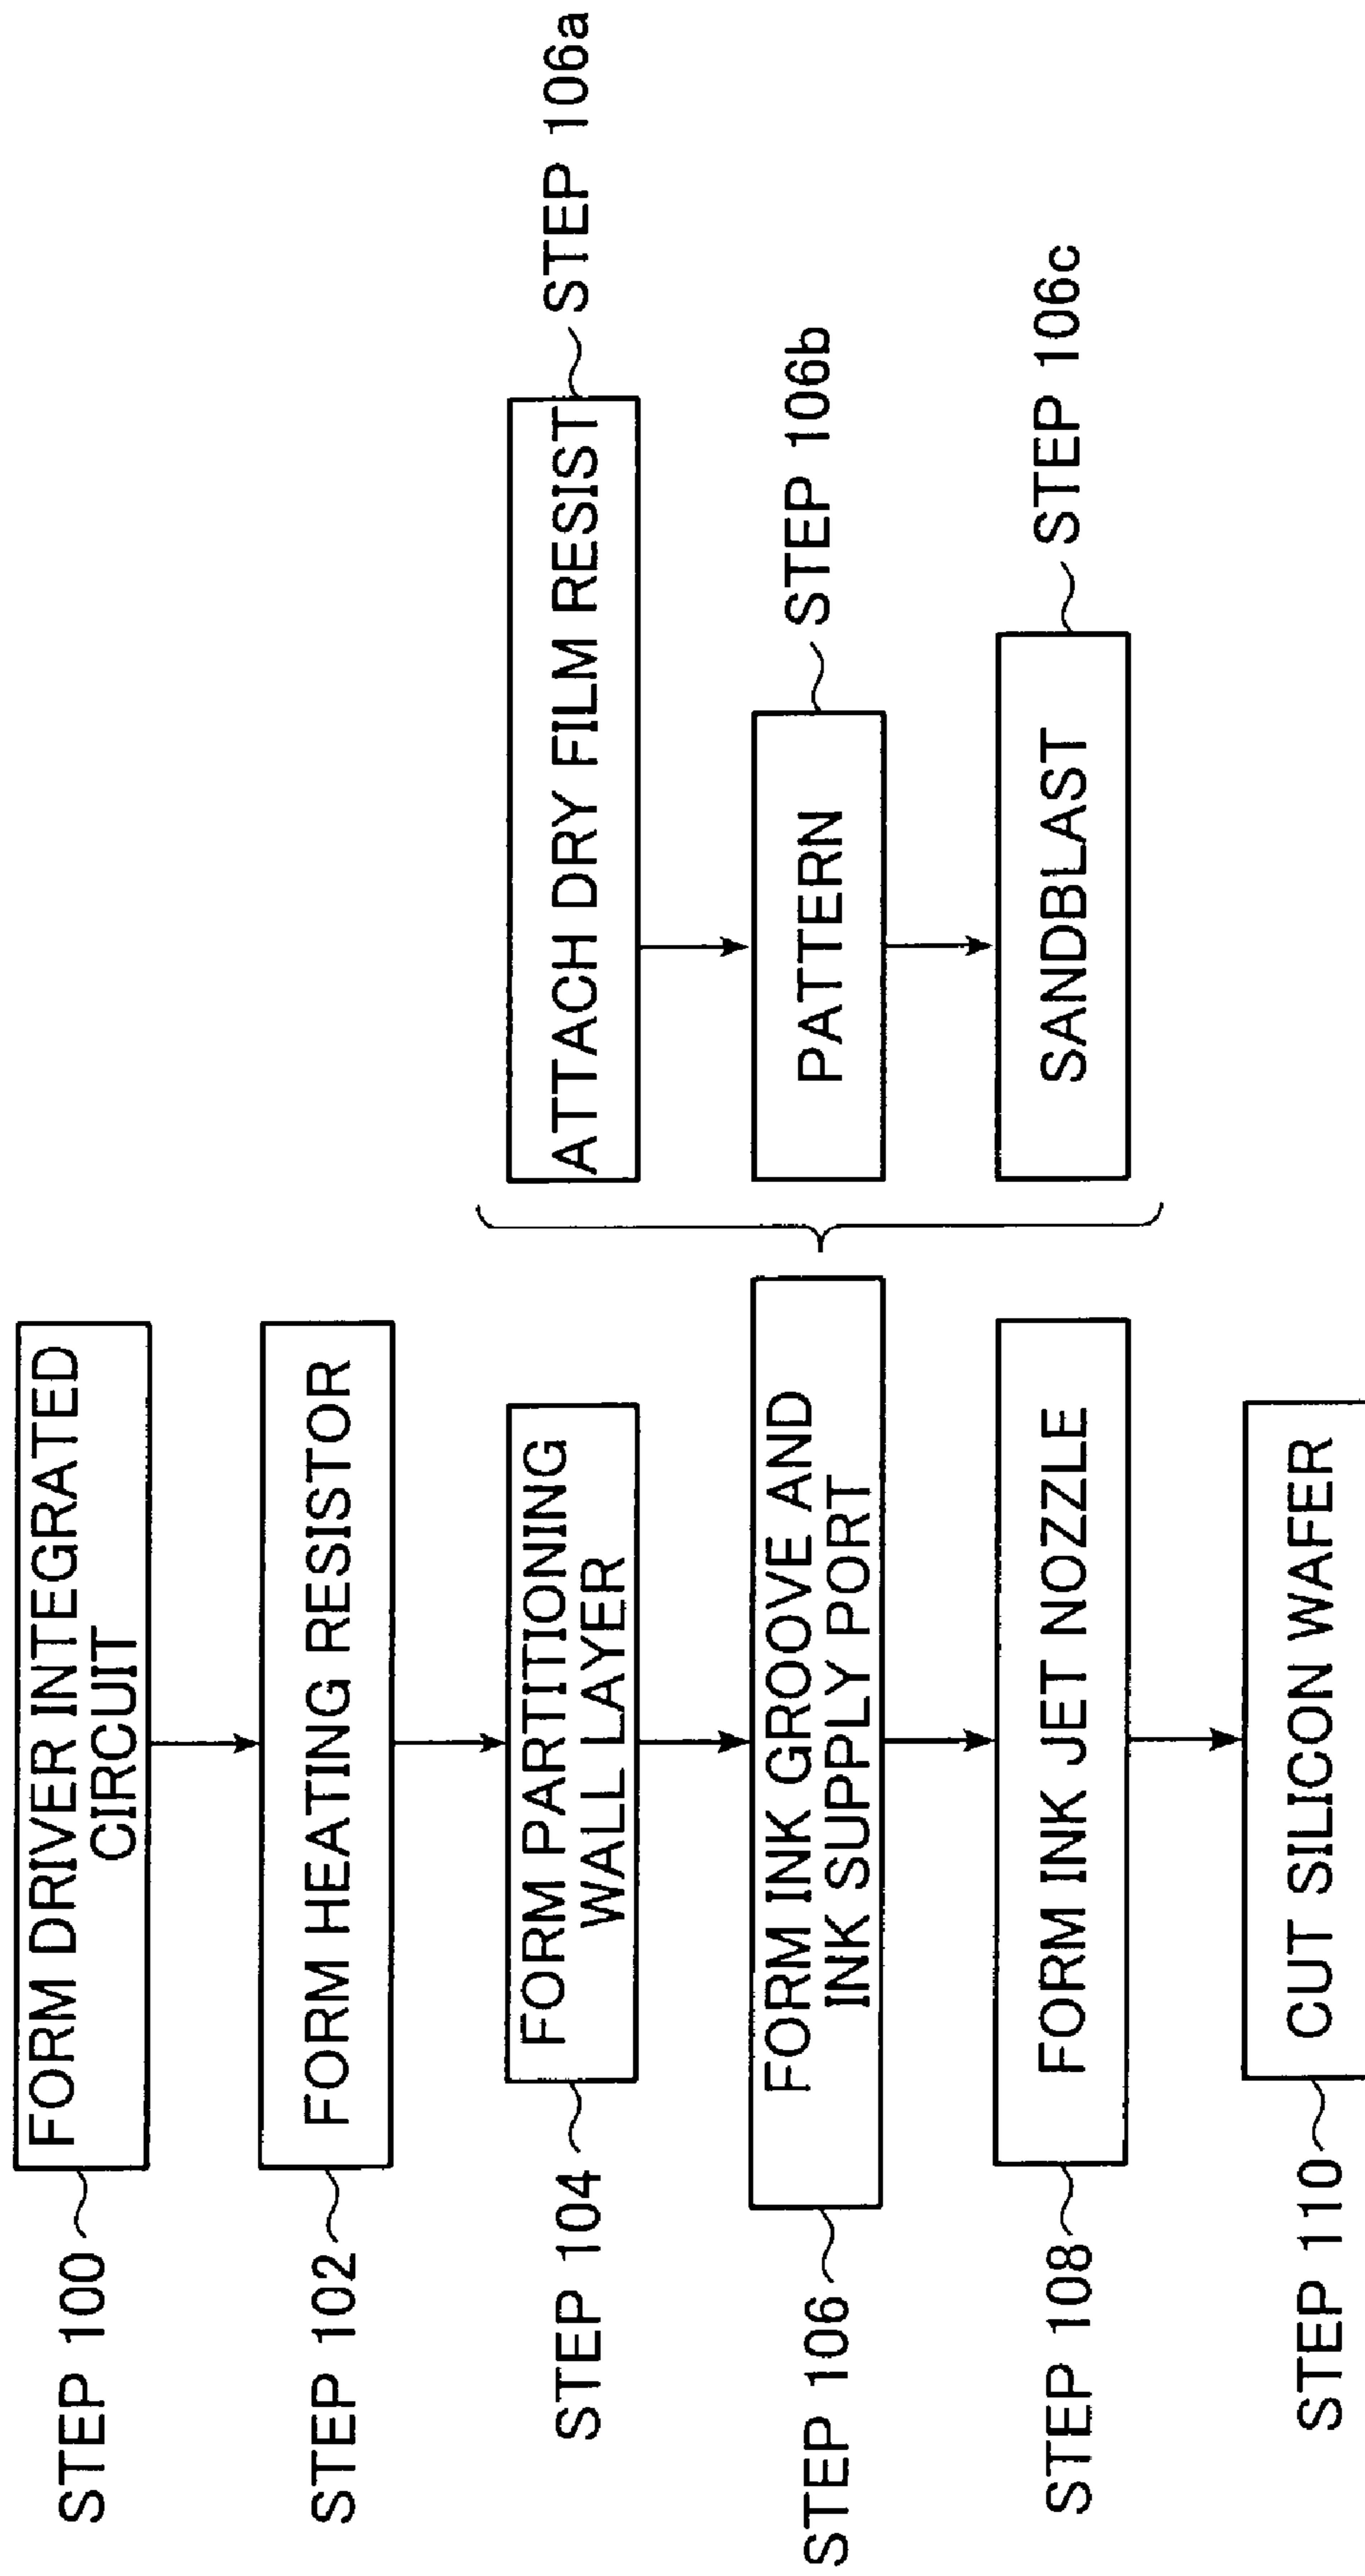 STEP 100
FORM DRIVER INTEGRATED
CIRCUIT
STEP 102
FORM HEATING RESISTOR
STEP 104
FORM PARTITIONING
WALL LAYER
STEP 106
FORM INK GROOVE AND
INK SUPPLY PORT
STEP 108
FORM INK JET NOZZLE
STEP 110
CUT SILICON WAFER
ATTACH DRY FILM RESIST
STEP 106a
PATTERN
STEP 106b
SANDBLAST
STEP 106c